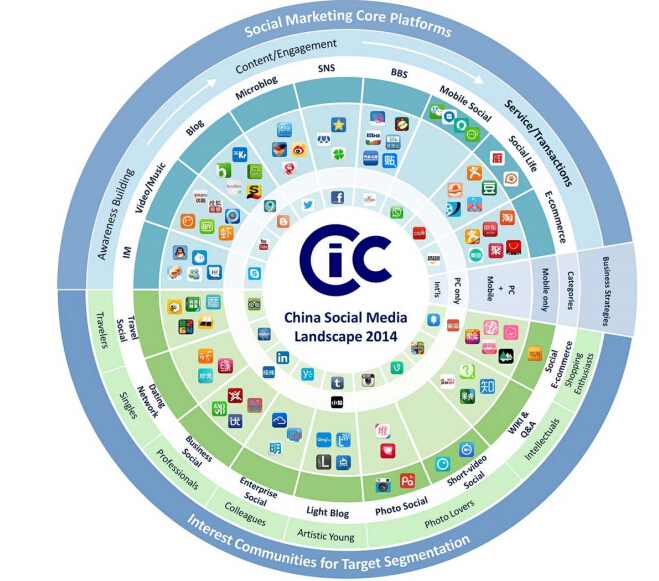 Social Marketing Core Platforms
Content/Engagement
Awareness Building
Service/Transactions
IM
Video/Music
Blog
Microblog
SNS
BBS
Mobile Social
Social Life
E-commerce
Business Strategies
Categories
Mobile only
PC + Mobile
PC only
Int'ls
CiC
China Social Media
Landscape 2014
Travel Social
Dating Network
Business Social
Enterprise Social
Light Blog
Photo Social
Short-video Social
WIKI & Q&A
Social E-commerce
Travelers
Singles
Professionals
Colleagues
Artistic Young
Photo Lovers
Intellectuals
Shopping Enthusiasts
Interest Communities for Target Segmentation